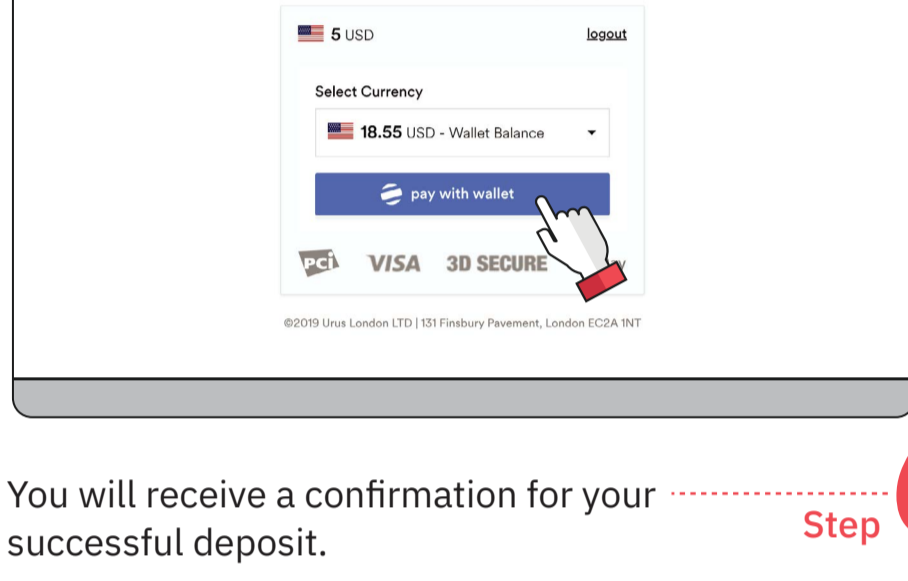 5 USD
logout
Select Currency
18.55 USD - Wallet Balance
pay with wallet
PCi VISA 3D SECURE
©2019 Urus London LTD | 131 Finsbury Pavement, London EC2A 1NT
You will receive a confirmation for your
successful deposit.
Step